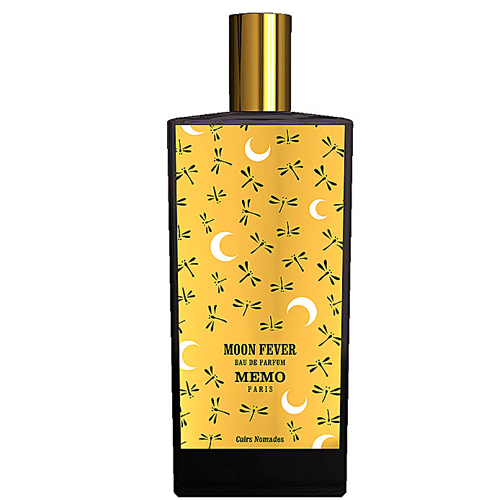 MOON FEVER
EAU DE PARFUM
MEMO
PARIS
Cuirs Nomades